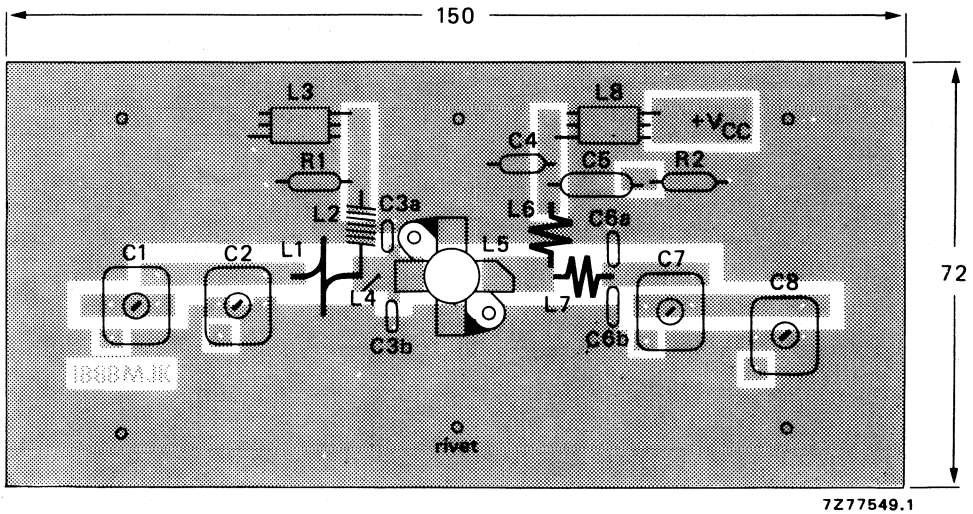 150
L3
L8
+VCC
C4
R1
C5
R2
L2
C3a
L6
C6a
C1
C2
L1
L5
C7
72
L4
L7
C8
C3b
C6b
1888MJK
rivet
7Z77549.1